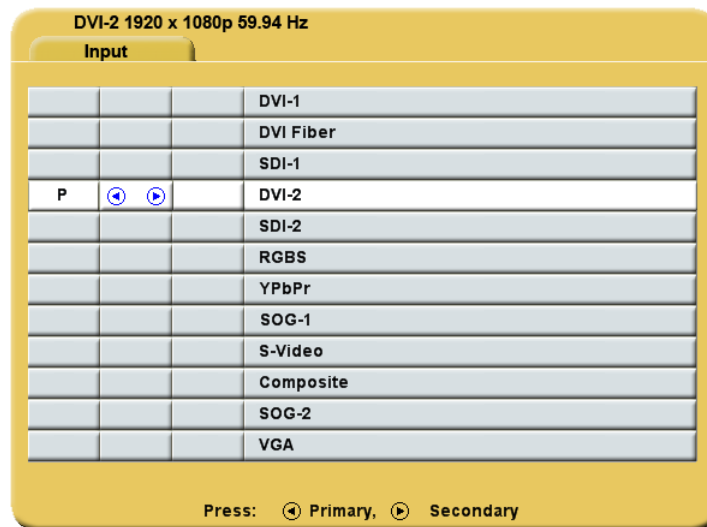 DVI-2 1920 x 1080p 59.94 Hz
Input
DVI-1
DVI Fiber
SDI-1
P DVI-2
SDI-2
RGBS
YPbPr
SOG-1
S-Video
Composite
SOG-2
VGA
Press: Primary, Secondary